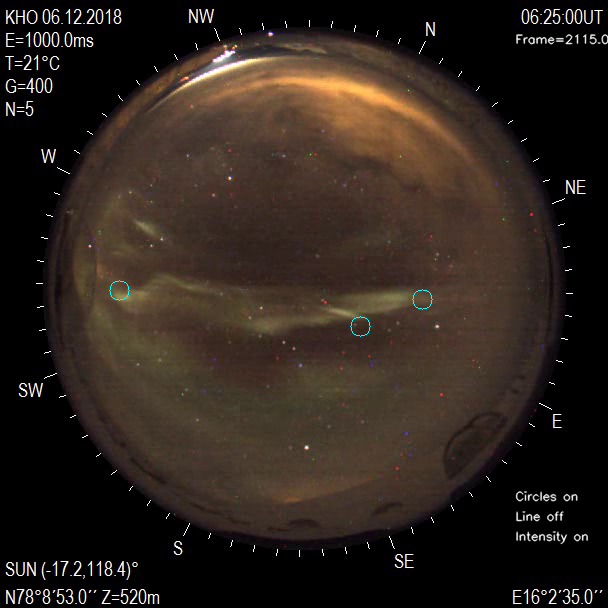 KHO 06.12.2018
E=1000.0ms
T=21°C
G=400
N=5
06:25:00UT
Frame=2115.0
NW
N
W
NE
SW
E
S
SE
Circles on
Line off
Intensity on
SUN (-17.2,118.4)°
N78°8´53.0´´ Z=520m
E16°2´35.0´´